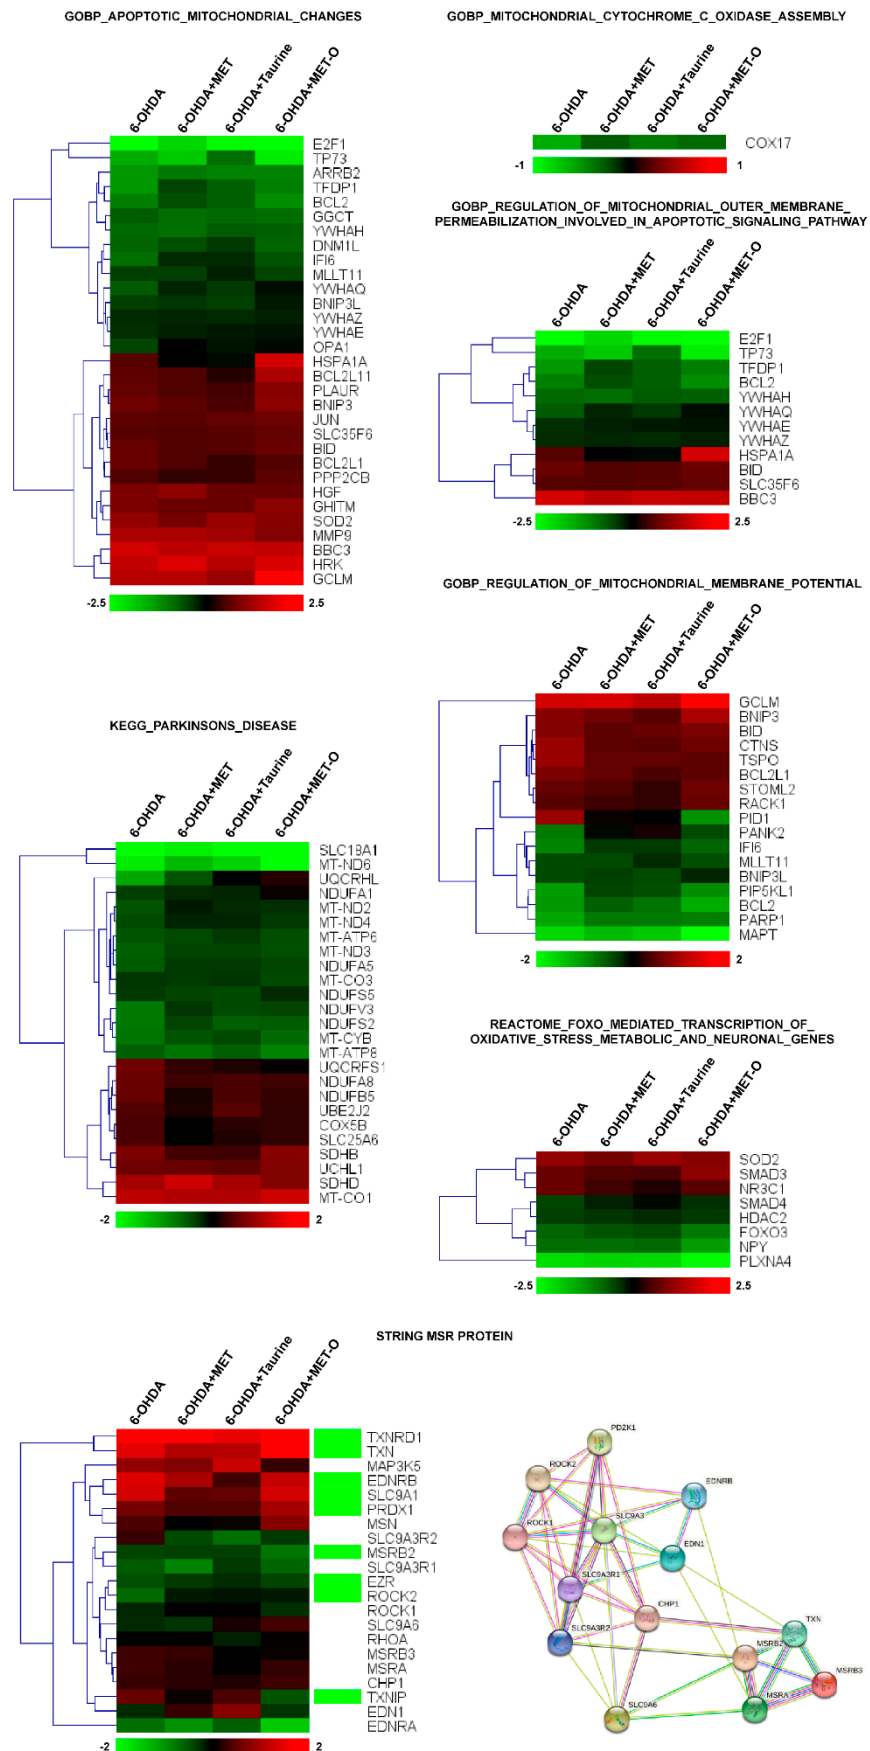 GOBP_APOPTOTIC_MITOCHONDRIAL_CHANGES
6-OHDA
6-OHDA+MET
6-OHDA+Taurine
6-OHDA+MET-O
E2F1
TP73
ARRB2
TFDP1
BCL2
GGCT
YWHAH
DNM1L
IFI6
MLLT11
YWHAQ
BNIP3L
YWHAZ
YWHAE
OPA1
HSPA1A
BCL2L11
PLAUR
BNIP3
JUN
SLC35F6
BID
BCL2L1
PPP2CB
HGF
GHITM
SOD2
MMP9
BBC3
HRK
GCLM
-2.5 2.5
GOBP_MITOCHONDRIAL_CYTOCHROME_C_OXIDASE_ASSEMBLY
6-OHDA
6-OHDA+MET
6-OHDA+Taurine
6-OHDA+MET-O
COX17
-1 1
GOBP_REGULATION_OF_MITOCHONDRIAL_OUTER_MEMBRANE_
PERMEABILIZATION_INVOLVED_IN_APOPTOTIC_SIGNALING_PATHWAY
6-OHDA
6-OHDA+MET
6-OHDA+Taurine
6-OHDA+MET-O
E2F1
TP73
TFDP1
BCL2
YWHAH
YWHAQ
YWHAE
YWHAZ
HSPA1A
BID
SLC35F6
BBC3
-2.5 2.5
GOBP_REGULATION_OF_MITOCHONDRIAL_MEMBRANE_POTENTIAL
6-OHDA
6-OHDA+MET
6-OHDA+Taurine
6-OHDA+MET-O
GCLM
BNIP3
BID
CTNS
TSPO
BCL2L1
STOML2
RACK1
PID1
PANK2
IFI6
MLLT11
BNIP3L
PIP5KL1
BCL2
PARP1
MAPT
-2 2
KEGG_PARKINSONS_DISEASE
6-OHDA
6-OHDA+MET
6-OHDA+Taurine
6-OHDA+MET-O
SLC18A1
MT-ND6
UQCRHL
NDUFA1
MT-ND2
MT-ND4
MT-ATP6
MT-ND3
NDUFA5
MT-CO3
NDUFS5
NDUFV3
NDUFS2
MT-CYB
MT-ATP8
UQCRFS1
NDUFA8
NDUFB5
UBE2J2
COX5B
SLC25A6
SDHB
UCHL1
SDHD
MT-CO1
-2 2
REACTOME_FOXO_MEDIATED_TRANSCRIPTION_OF_
OXIDATIVE_STRESS_METABOLIC_AND_NEURONAL_GENES
6-OHDA
6-OHDA+MET
6-OHDA+Taurine
6-OHDA+MET-O
SOD2
SMAD3
NR3C1
SMAD4
HDAC2
FOXO3
NPY
PLXNA4
-2.5 2.5
STRING MSR PROTEIN
6-OHDA
6-OHDA+MET
6-OHDA+Taurine
6-OHDA+MET-O
TXNRD1
TXN
MAP3K5
EDNRB
SLC9A1
PRDX1
MSN
SLC9A3R2
MSRB2
SLC9A3R1
EZR
ROCK2
ROCK1
SLC9A6
RHOA
MSRB3
MSRA
CHP1
TXNIP
EDN1
EDNRA
-2 2
PDZK1
ROCK2
EDNRB
SLC9A3
ROCK1
EDN1
SLC9A3R1
CHP1
TXN
SLC9A3R2
MSRB2
MSRB3
MSRA
SLC9A6